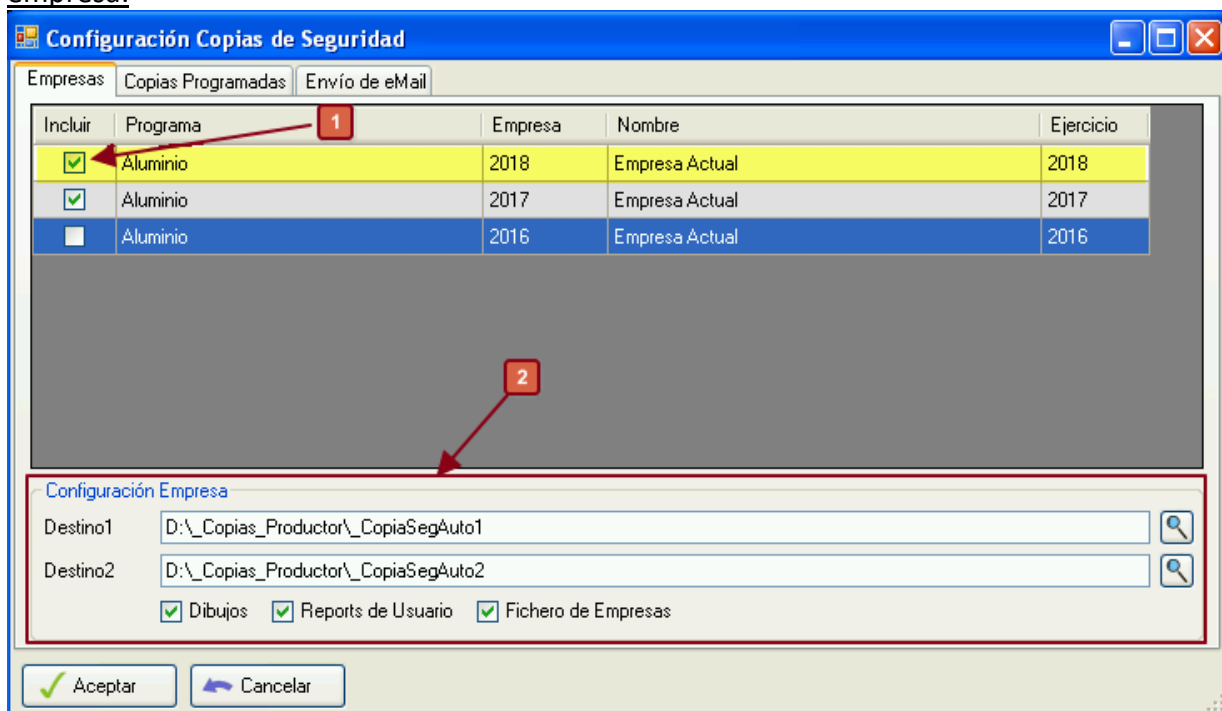 empresa.
Configuración Copias de Seguridad
Empresas Copias Programadas Envío de eMail
Incluir Programa 1 Empresa Nombre Ejercicio
Aluminio 2018 Empresa Actual 2018
Aluminio 2017 Empresa Actual 2017
Aluminio 2016 Empresa Actual 2016
2
Configuración Empresa
Destino1 D:\_Copias_Productor\_CopiaSegAuto1
Destino2 D:\_Copias_Productor\_CopiaSegAuto2
Dibujos Reports de Usuario Fichero de Empresas
Aceptar Cancelar